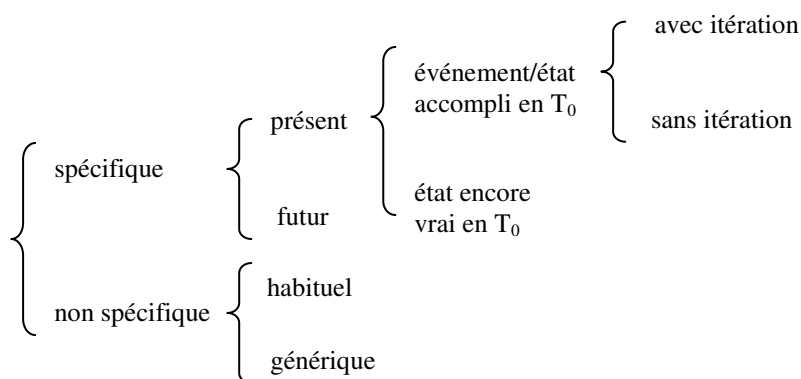 avec itération
événement/état
accompli en T₀
présent
sans itération
spécifique
état encore
vrai en T₀
futur
habituel
non spécifique
générique